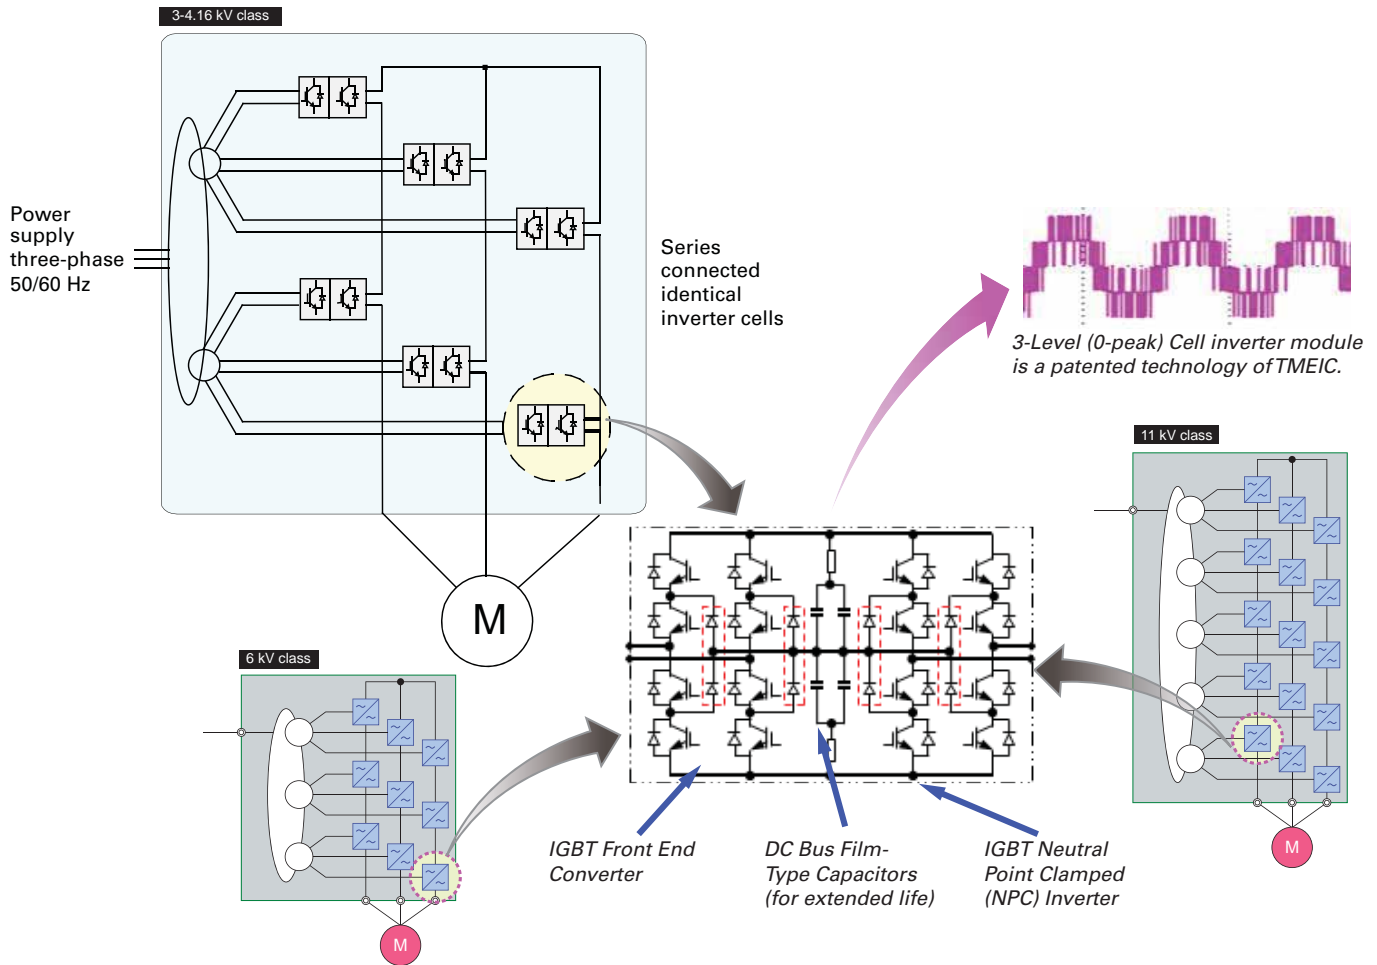 3-4.16 kV class
Power
supply
three-phase
50/60 Hz
Series
connected
identical
inverter cells
3-Level (0-peak) Cell inverter module
is a patented technology of TMEIC.
11 kV class
M
6 kV class
M
IGBT Front End
Converter
DC Bus Film-
Type Capacitors
(for extended life)
IGBT Neutral
Point Clamped
(NPC) Inverter
M